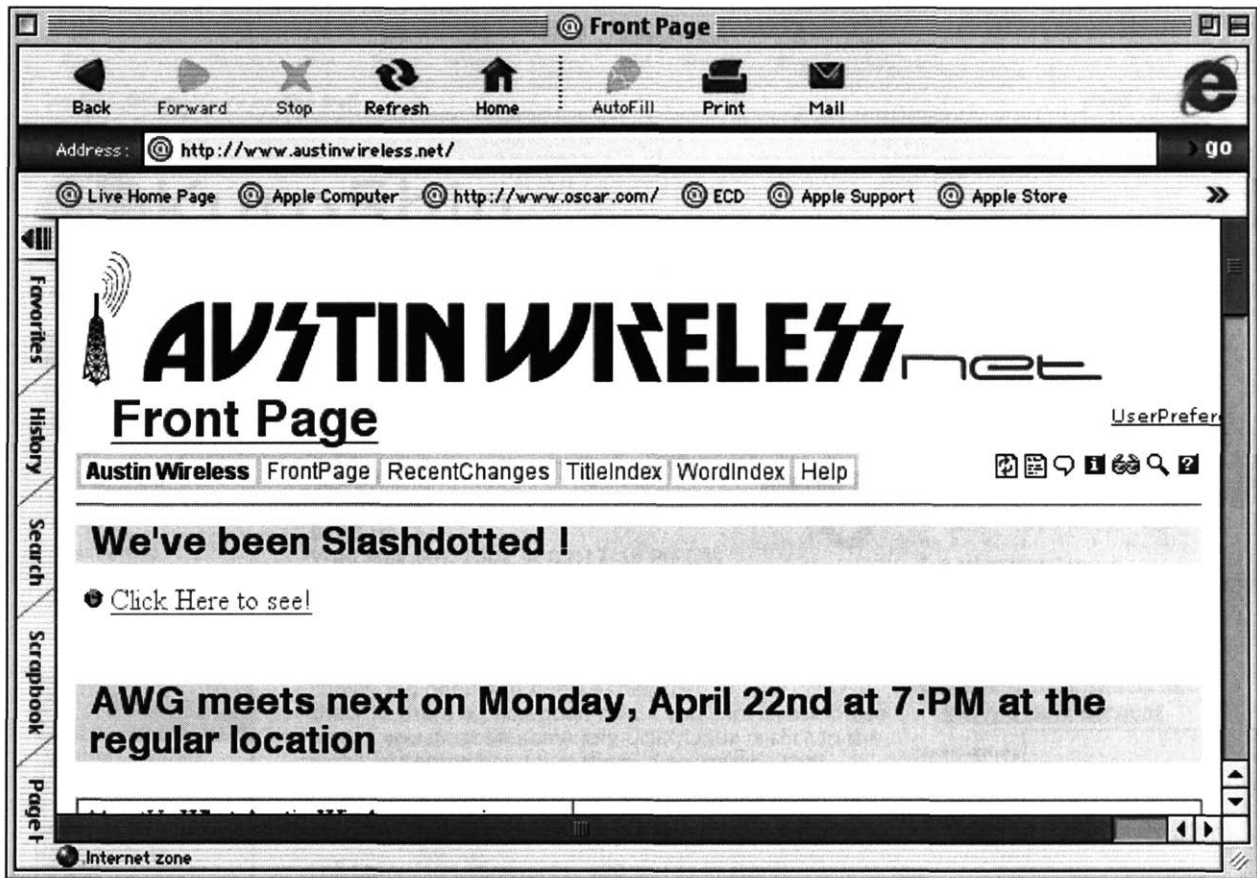 Front Page
Back Forward Stop Refresh Home AutoFill Print Mail
Address: http://www.austinwireless.net/ go
Live Home Page Apple Computer http://www.oscar.com/ ECD Apple Support Apple Store »
Favorites
History
Search
Scrapbook
Page H
AUSTIN WIRELESS net
Front Page
UserPrefer
Austin Wireless FrontPage RecentChanges TitleIndex WordIndex Help
We've been Slashdotted !
Click Here to see!
AWG meets next on Monday, April 22nd at 7:PM at the
regular location
Internet zone